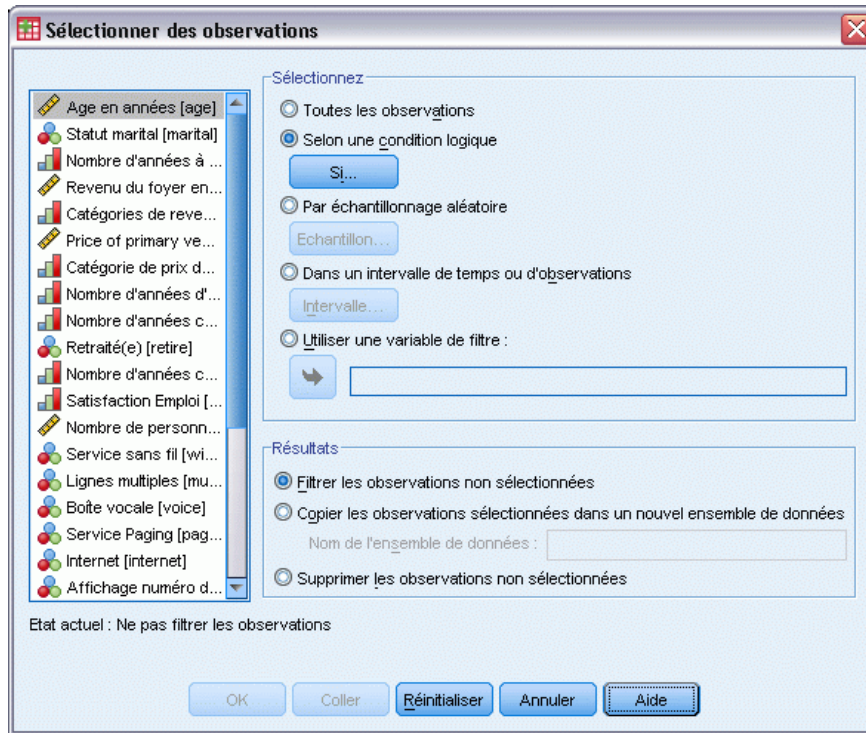 Sélectionner des observations
Age en années [age]
Statut marital [marital]
Nombre d'années à ...
Revenu du foyer en...
Catégories de reve...
Price of primary ve...
Catégorie de prix d...
Nombre d'années d'...
Nombre d'années c...
Retraité(e) [retire]
Nombre d'années c...
Satisfaction Emploi [...
Nombre de personn...
Service sans fil [wi...
Lignes multiples [mu...
Boîte vocale [voice]
Service Paging [pag...
Internet [internet]
Affichage numéro d...
Sélectionnez
Toutes les observations
Selon une condition logique
Si...
Par échantillonnage aléatoire
Echantillon...
Dans un intervalle de temps ou d'observations
Intervalle...
Utiliser une variable de filtre :
Résultats
Filtrer les observations non sélectionnées
Copier les observations sélectionnées dans un nouvel ensemble de données
Nom de l'ensemble de données :
Supprimer les observations non sélectionnées
Etat actuel : Ne pas filtrer les observations
OK
Coller
Réinitialiser
Annuler
Aide